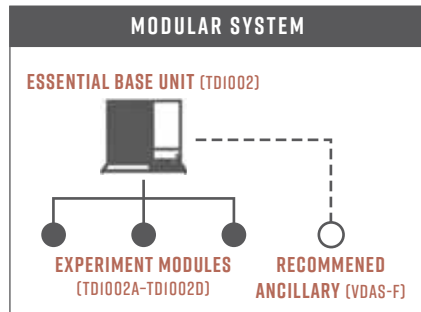 MODULAR SYSTEM
ESSENTIAL BASE UNIT (TD1002)
EXPERIMENT MODULES
(TD1002A-TD1002D)
RECOMMENED
ANCILLARY (VDAS-F)